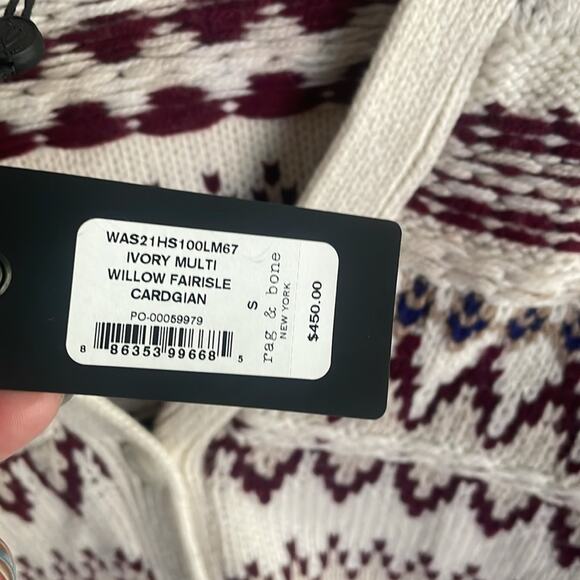 WAS21HS100LM67
IVORY MULTI
WILLOW FAIRISLE
CARDGIAN
PO-00059979
8 86353 99668 5
S
rag & bone
NEW YORK
$450.00